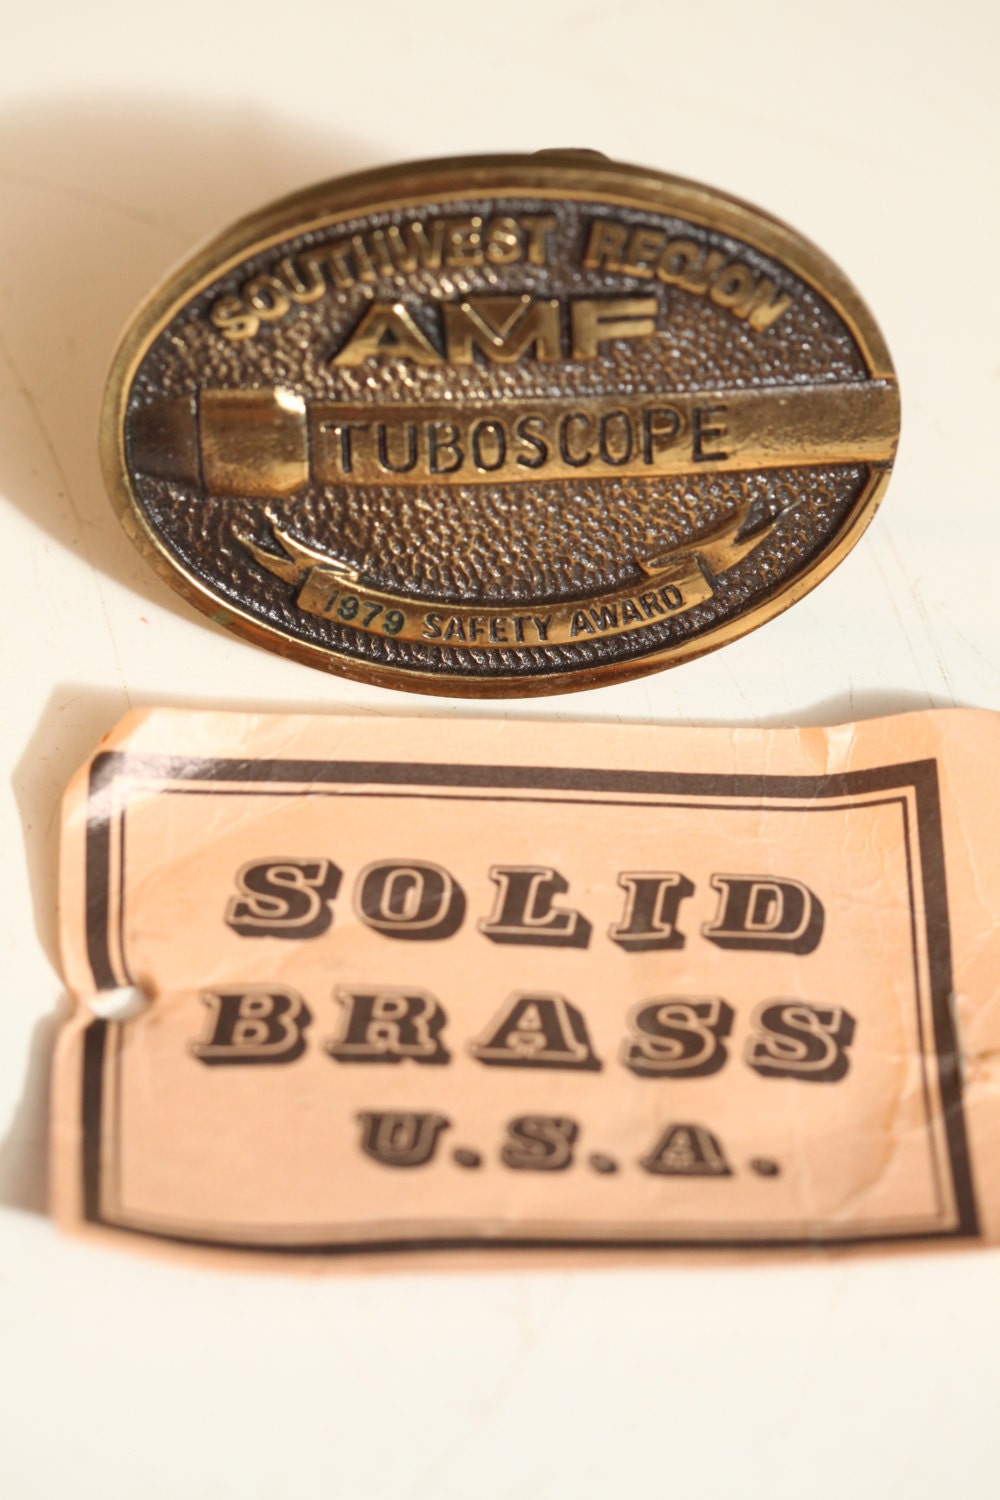 SOUTHWEST REGION
AMF
TUBOSCOPE
1979 SAFETY AWARD
SOLID
BRASS
U.S.A.